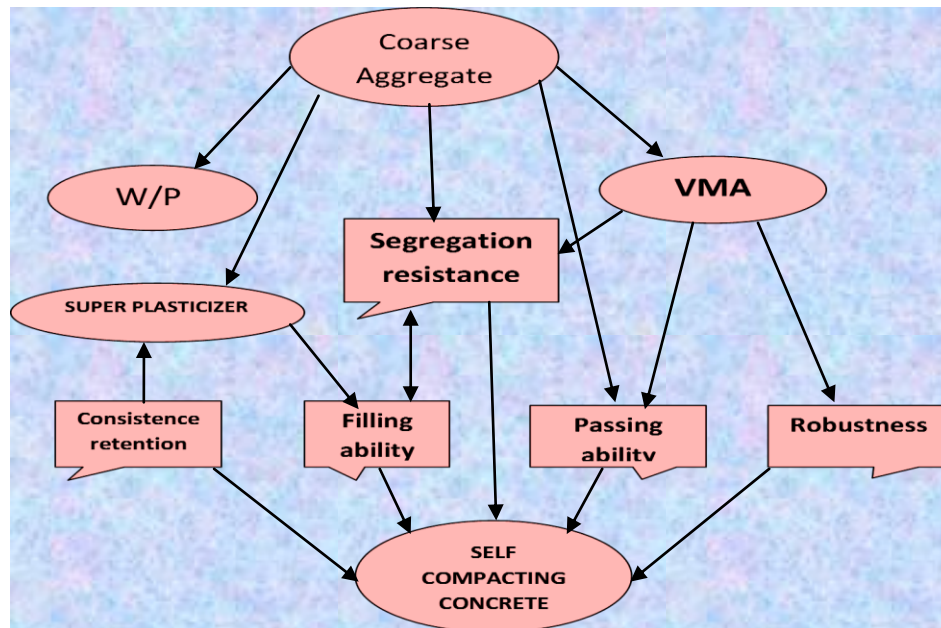 Coarse
Aggregate
W/P
VMA
Segregation
resistance
SUPER PLASTICIZER
Consistence
retention
Filling
ability
Passing
ability
Robustness
SELF
COMPACTING
CONCRETE